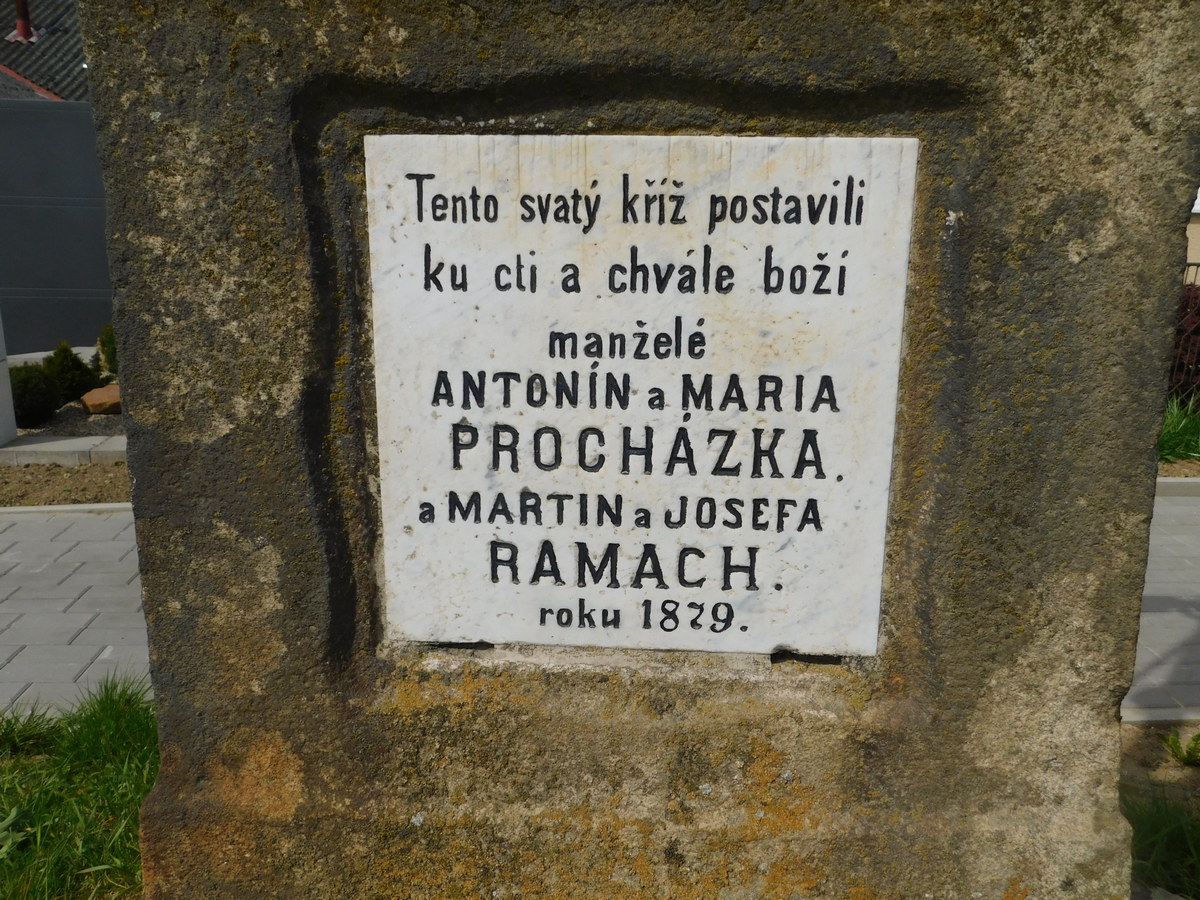 Tento svatý kříž postavili
ku cti a chvále boží
manželé
ANTONÍN a MARIA
PROCHÁZKA.
a MARTIN a JOSEFA
RAMACH.
roku 1879.